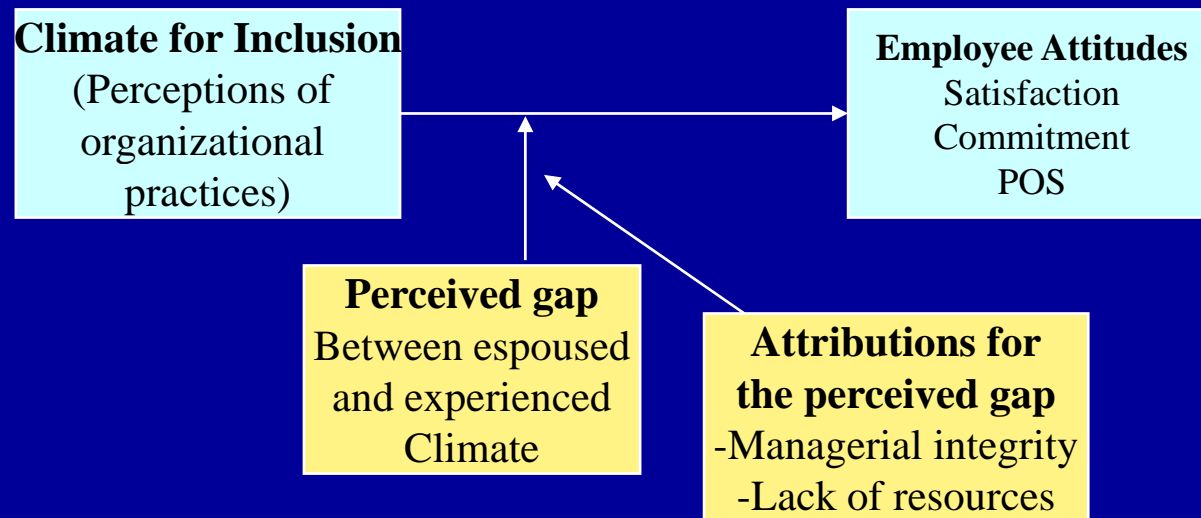 Climate for Inclusion
(Perceptions of
organizational
practices)
Employee Attitudes
Satisfaction
Commitment
POS
Perceived gap
Between espoused
and experienced
Climate
Attributions for
the perceived gap
-Managerial integrity
-Lack of resources